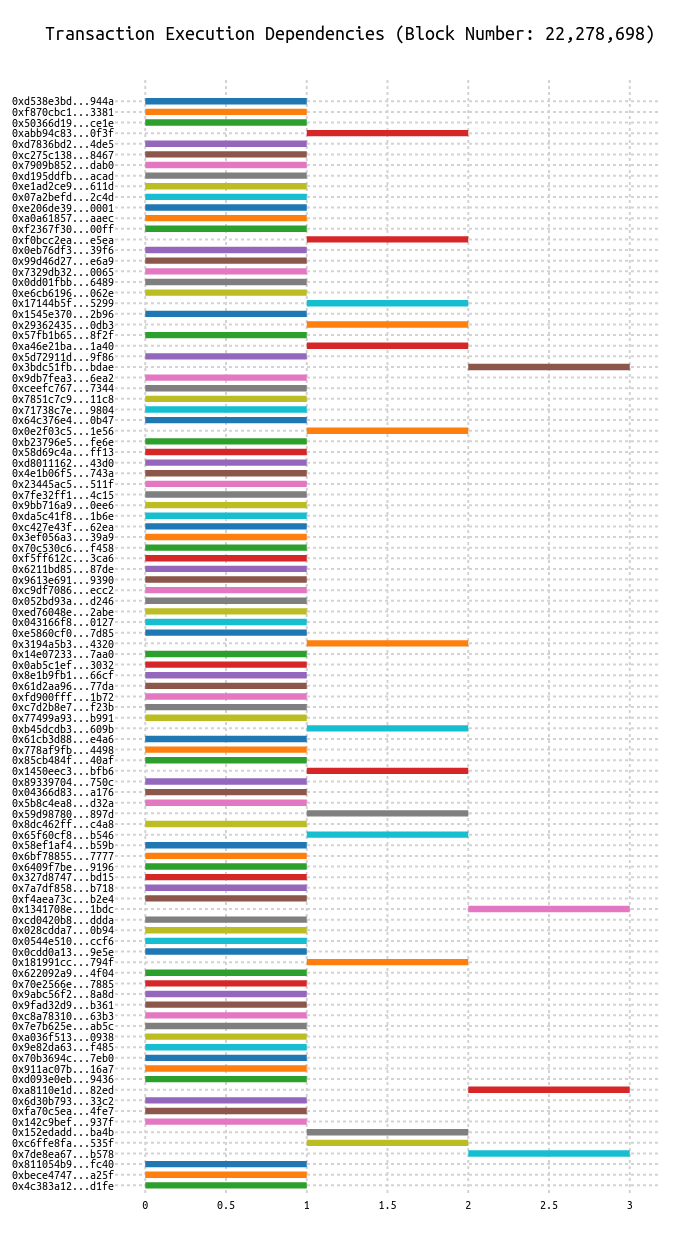 Transaction Execution Dependencies (Block Number: 22,278,698)
0xd538e3bd...944a
0xf870cbc1...3381
0x50366d19...ce1e
0xabb94c83...0f3f
0xd7836bd2...4de5
0xc275c138...8467
0x7909b852...dab0
0xd195ddfb...acad
0xe1ad2ce9...611d
0x07a2befd...2c4d
0xe206de39...0001
0xa0a61857...aaec
0xf2367f30...00ff
0xf0bcc2ea...e5ea
0x0eb76df3...39f6
0x99d46d27...e6a9
0x7329db32...0065
0x0dd01fbb...6489
0xe6cb6196...062e
0x17144b5f...5299
0x1545e370...2b96
0x29362435...0db3
0x57fb1b65...8f2f
0xa46e21ba...1a40
0x5d72911d...9f86
0x3bdc51fb...bdae
0x9db7fea3...6ea2
0xceefc767...7344
0x7851c7c9...11c8
0x71738c7e...9804
0x64c376e4...0b47
0x0e2f03c5...1e56
0xb23796e5...fe6e
0x58d69c4a...ff13
0xd8011162...43d0
0x4e1b06f5...743a
0x23445ac5...511f
0x7fe32ff1...4c15
0x9bb716a9...0ee6
0xda5c41f8...1b6e
0xc427e43f...62ea
0x3ef056a3...39a9
0x70c530c6...f458
0xf5ff612c...3ca6
0x6211bd85...87de
0x9613e691...9390
0xc9df7086...ecc2
0x052bd93a...d246
0xed76048e...2abe
0x043166f8...0127
0xe5860cf0...7d85
0x3194a5b3...4320
0x14e07233...7aa0
0x0ab5c1ef...3032
0x8e1b9fb1...66cf
0x61d2aa96...77da
0xfd900fff...1b72
0xc7d2b8e7...f23b
0x77499a93...b991
0xb45dcdb3...609b
0x61cb3d88...e4a6
0x778af9fb...4498
0x85cb484f...40af
0x1450eec3...bfb6
0x89339704...750c
0x04366d83...a176
0x5b8c4ea8...d32a
0x59d98780...897d
0x8dc462ff...c4a8
0x65f60cf8...b546
0x58ef1af4...b59b
0x6bf78855...7777
0x6409f7be...9196
0x327d8747...bd15
0x7a7df858...b718
0xf4aea73c...b2e4
0x1341708e...1bdc
0xcd0420b8...ddda
0x028cdda7...0b94
0x0544e510...ccf6
0x0cdd0a13...9e5e
0x181991cc...794f
0x622092a9...4f04
0x70e2566e...7885
0x9abc56f2...8a8d
0x9fad32d9...b361
0xc8a78310...63b3
0x7e7b625e...ab5c
0xa036f513...0938
0x9e82da63...f485
0x70b3694c...7eb0
0x911ac07b...16a7
0xd093e0eb...9436
0xa8110e1d...82ed
0x6d30b793...33c2
0xfa70c5ea...4fe7
0x142c9bef...937f
0x152edadd...ba4b
0xc6ffe8fa...535f
0x7de8ea67...b578
0x811054b9...fc40
0xbece4747...a25f
0x4c383a12...d1fe
0 0.5 1 1.5 2 2.5 3